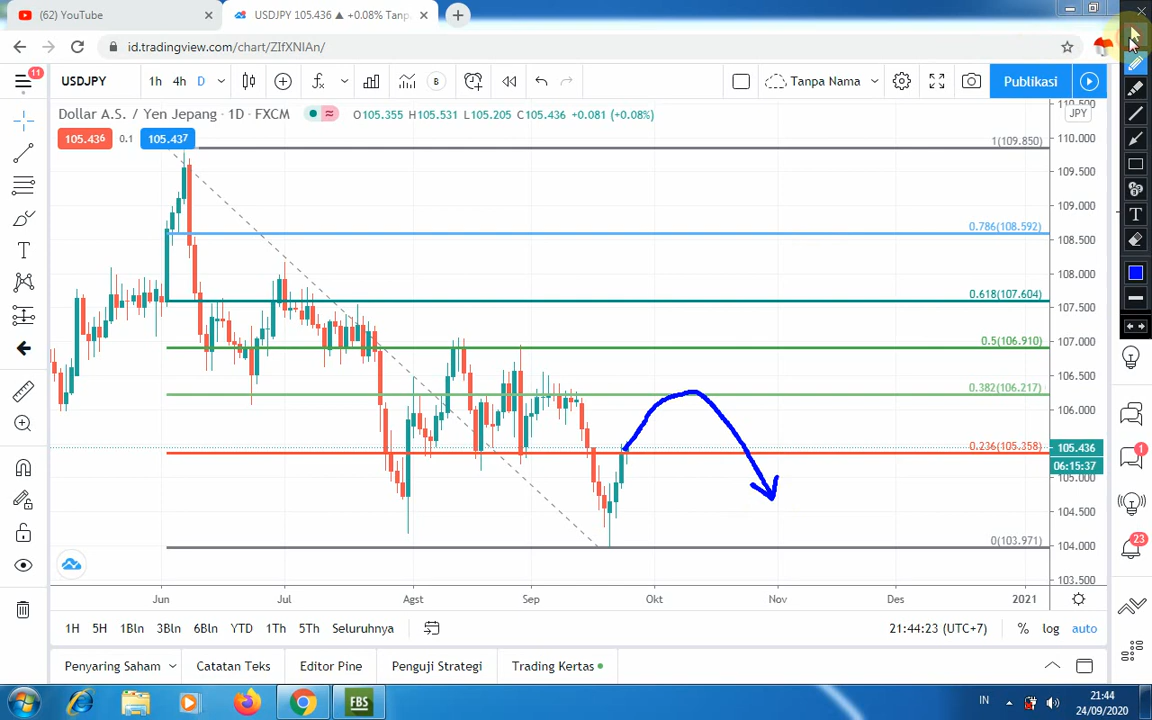 (62) YouTube
USDJPY 105.436 ▲ +0.08% Tanp
id.tradingview.com/chart/ZIfXNIAn/
11
USDJPY
1h 4h D
B
Tanpa Nama
Publikasi
Dollar A.S. / Yen Jepang · 1D · FXCM
O105.355 H105.531 L105.205 C105.436 +0.081 (+0.08%)
105.436 0.1 105.437
110.500
JPY
110.000
1(109.850)
109.500
109.000
0.786(108.592)
108.500
108.000
107.500
0.618(107.604)
107.000
0.5(106.910)
106.500
0.382(106.217)
106.000
105.436
0.236(105.358)
06:15:37
105.000
104.500
104.000
0(103.971)
103.500
Jun Jul Agst Sep Okt Nov Des 2021
1
23
T
T
1H 5H 1Bln 3Bln 6Bln YTD 1Th 5Th Seluruhnya
21:44:23 (UTC+7) % log auto
Penyaring Saham Catatan Teks Editor Pine Penguji Strategi Trading Kertas
FBS
IN
21:44
24/09/2020